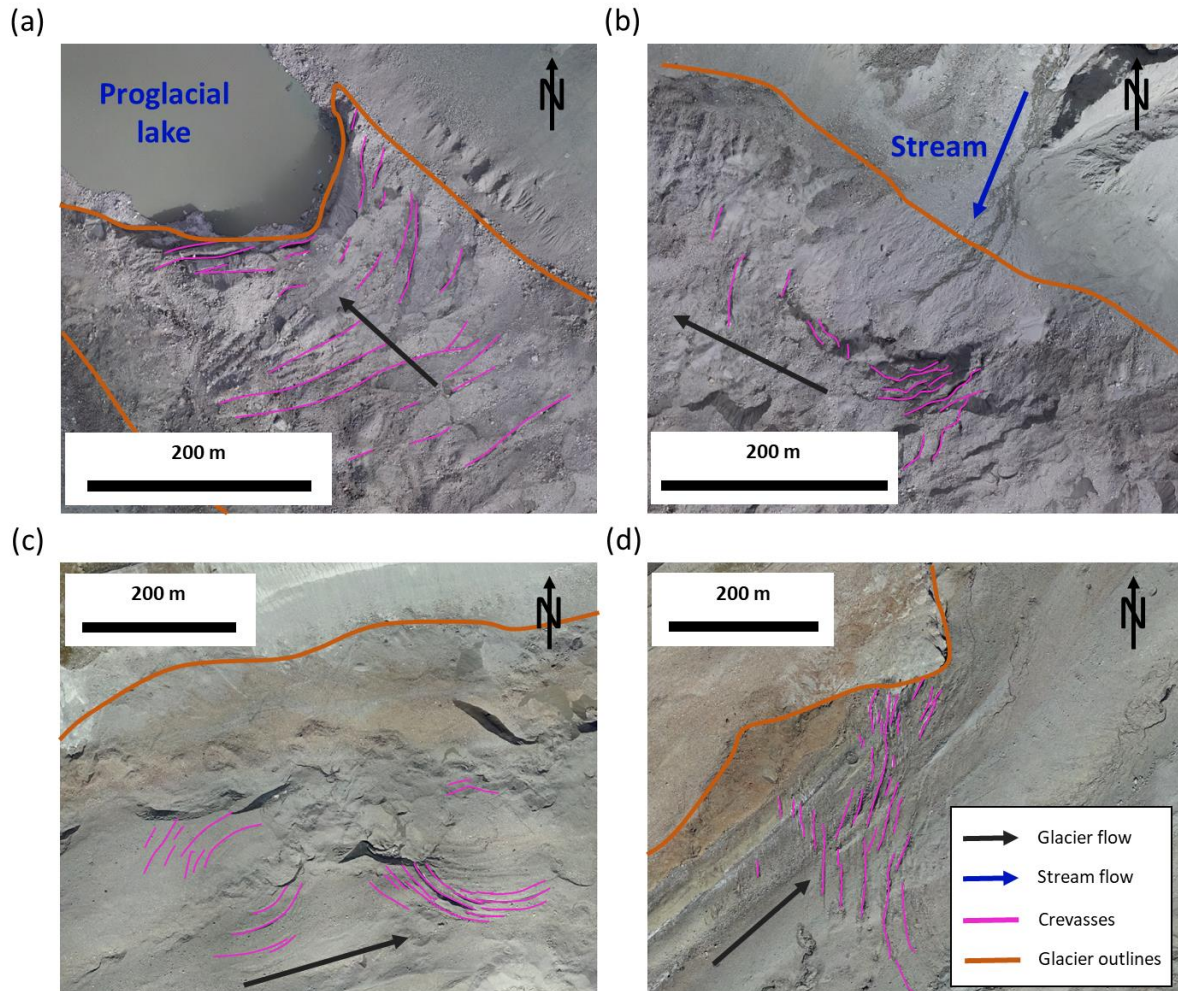 (a)
(b)
Proglacial
lake
N
Stream
N
200 m
200 m
(c)
(d)
200 m
N
200 m
N
Glacier flow
Stream flow
Crevasses
Glacier outlines